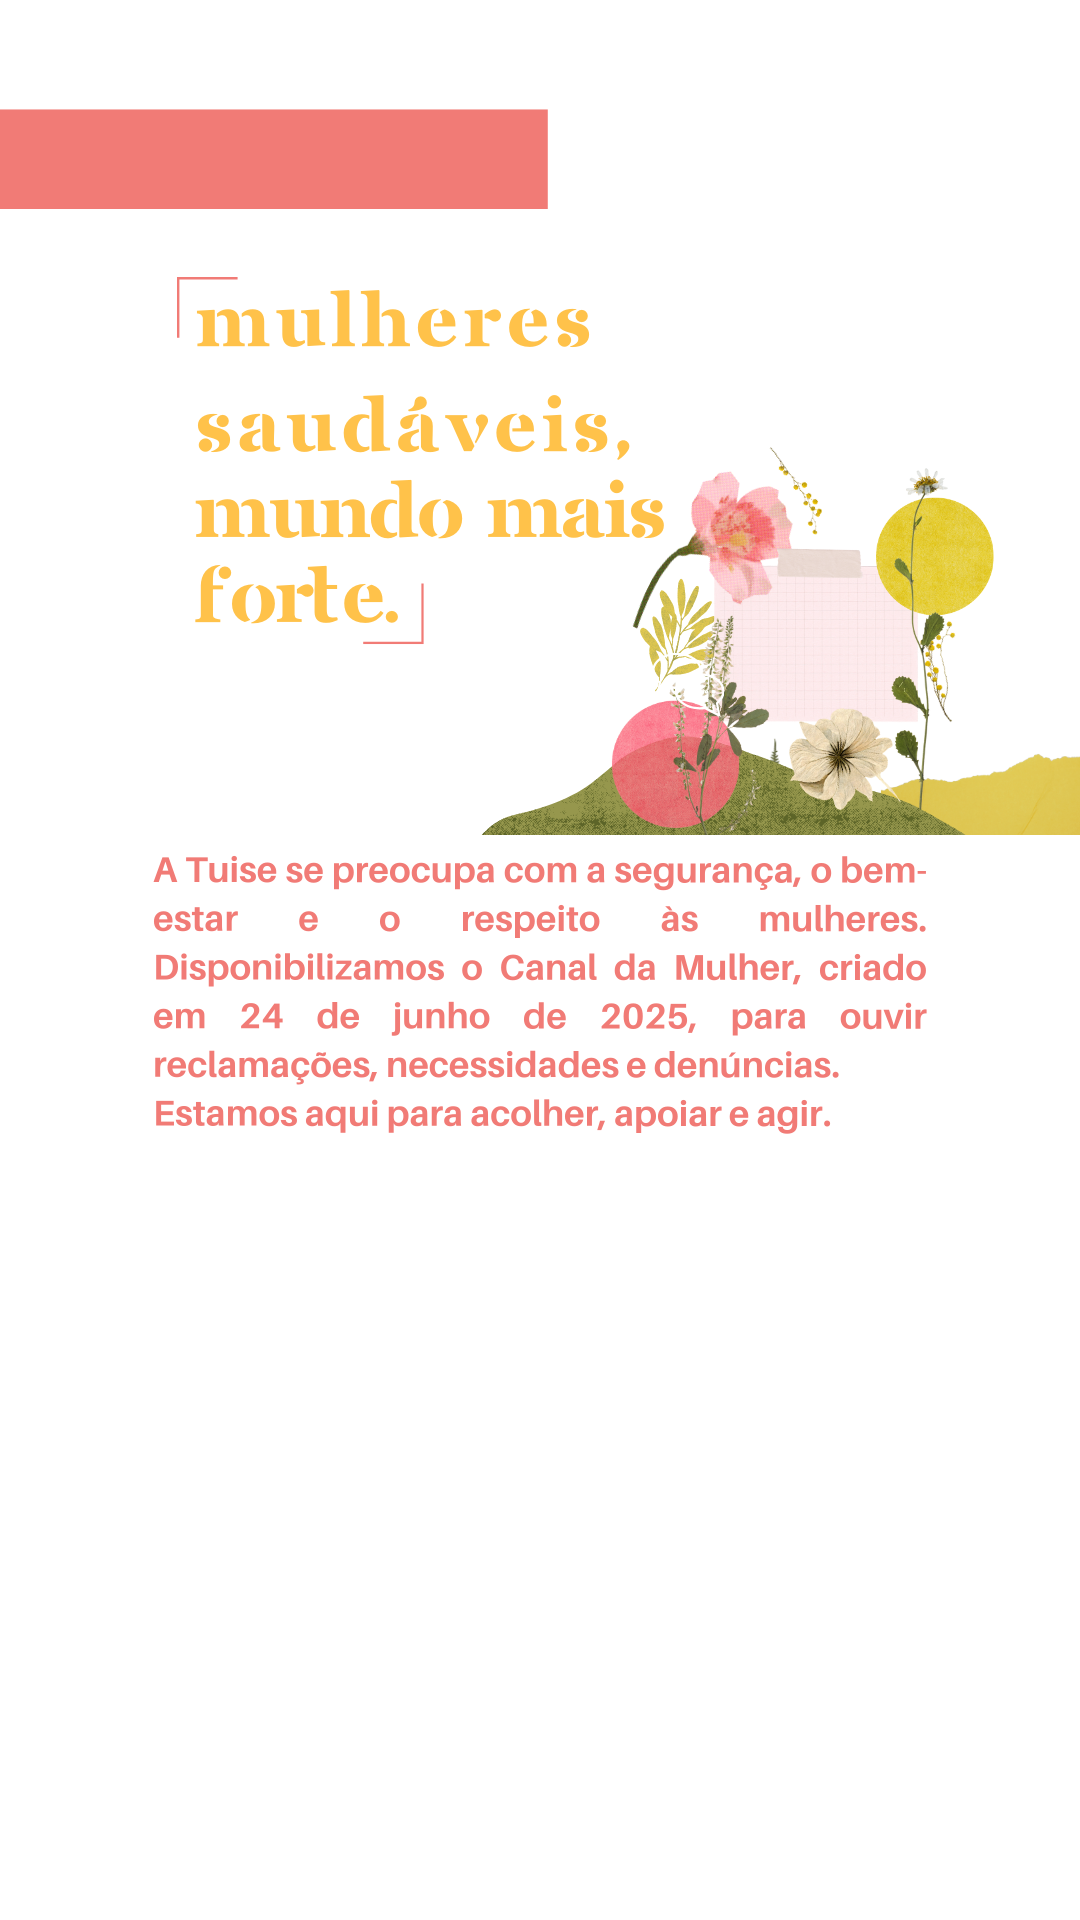 mulheres
saudáveis,
mundo mais
forte.
A Tuise se preocupa com a segurança, o bem-
estar e o respeito às mulheres.
Disponibilizamos o Canal da Mulher, criado
em 24 de junho de 2025, para ouvir
reclamações, necessidades e denúncias.
Estamos aqui para acolher, apoiar e agir.